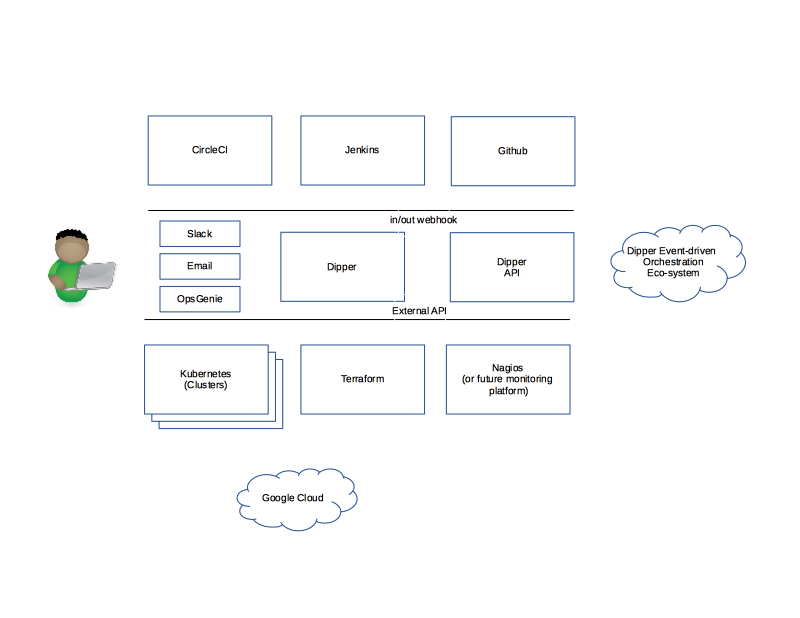 CircleCI
Jenkins
Github
in/out webhook
Slack
Email
OpsGenie
Dipper
Dipper
API
Dipper Event-driven
Orchestration
Eco-system
External API
Kubernetes
(Clusters)
Terraform
Nagios
(or future monitoring
platform)
Google Cloud